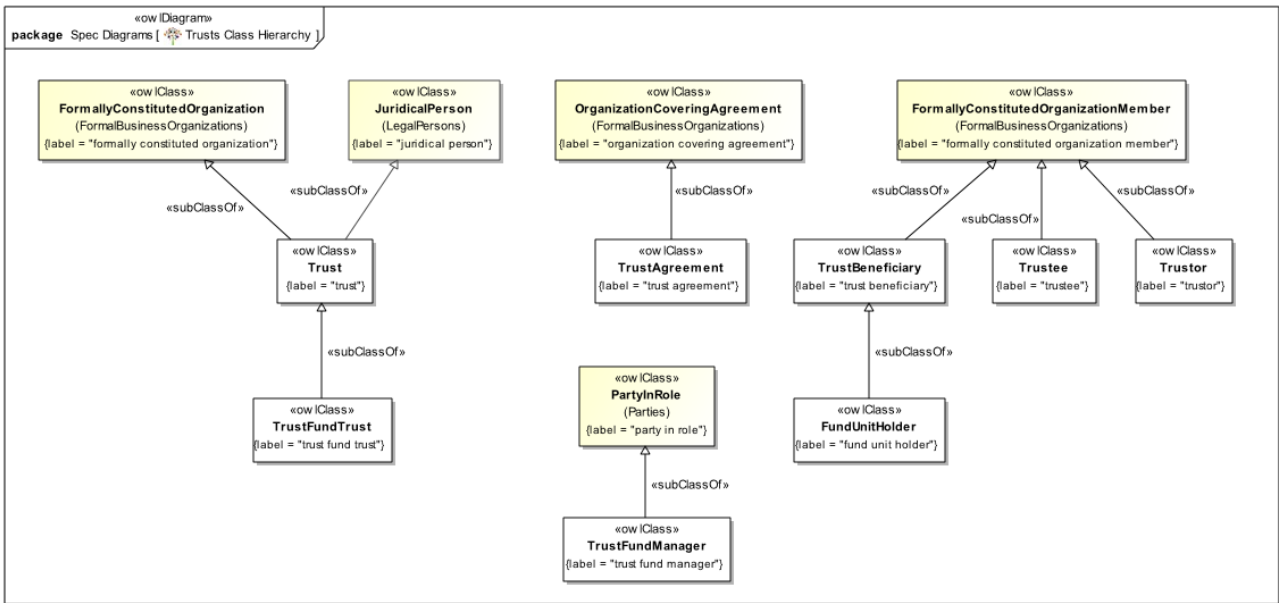 «owlDiagram»
package Spec Diagrams [ Trusts Class Hierarchy ]
«owlClass»
FormallyConstitutedOrganization
(FormalBusinessOrganizations)
{label = "formally constituted organization"}
«owlClass»
JuridicalPerson
(LegalPersons)
{label = "juridical person"}
«owlClass»
OrganizationCoveringAgreement
(FormalBusinessOrganizations)
{label = "organization covering agreement"}
«owlClass»
FormallyConstitutedOrganizationMember
(FormalBusinessOrganizations)
{label = "formally constituted organization member"}
«subClassOf»
«subClassOf»
«subClassOf»
«subClassOf»
«subClassOf»
«subClassOf»
«owlClass»
Trust
{label = "trust"}
«owlClass»
TrustAgreement
{label = "trust agreement"}
«owlClass»
TrustBeneficiary
{label = "trust beneficiary"}
«owlClass»
Trustee
{label = "trustee"}
«owlClass»
Trustor
{label = "trustor"}
«subClassOf»
«subClassOf»
«owlClass»
PartyInRole
(Parties)
{label = "party in role"}
«owlClass»
TrustFundTrust
{label = "trust fund trust"}
«owlClass»
FundUnitHolder
{label = "fund unit holder"}
«subClassOf»
«owlClass»
TrustFundManager
{label = "trust fund manager"}